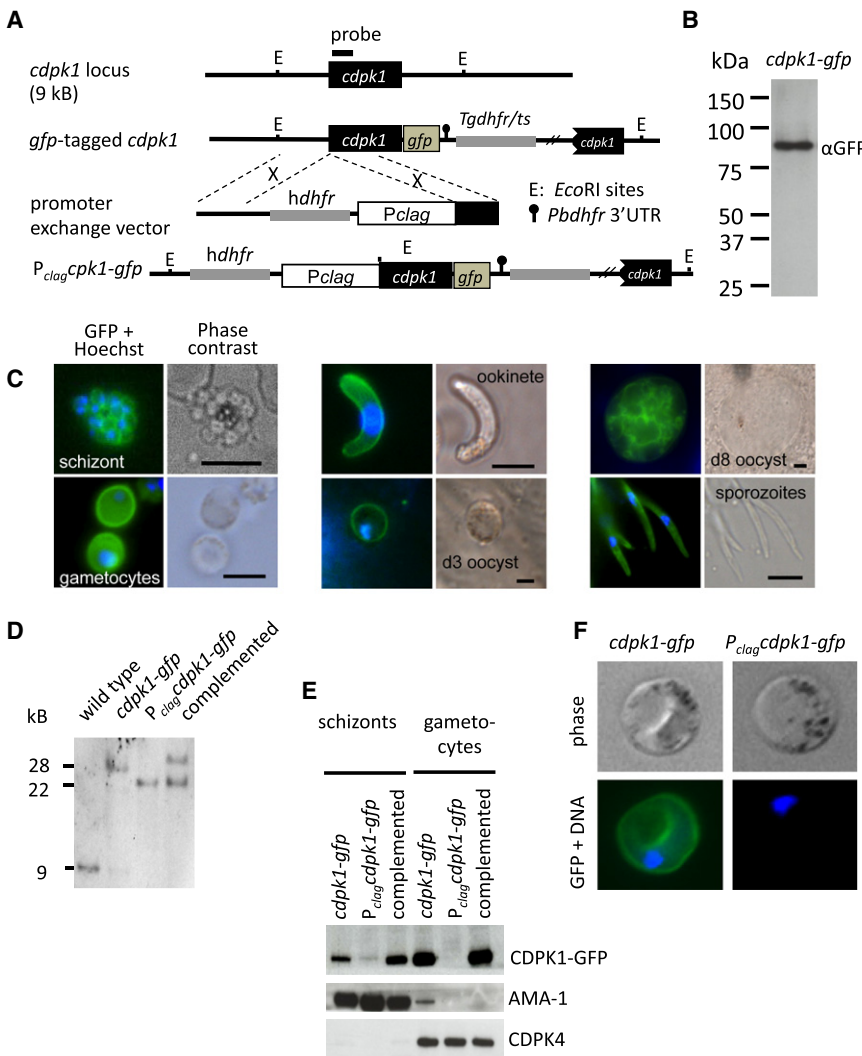 A
probe
E
E
cdpk1
cdpk1 locus
(9 kB)
E
Tgdhfr/ts
E
gfp-tagged cdpk1
cdpk1
gfp
cdpk1
X
X
promoter
exchange vector
hdhfr
Pclag
E: EcoRI sites
Pbdhfr 3'UTR
E
hdhfr
E
E
Pclagcpk1-gfp
Pclag
cdpk1
gfp
cdpk1
B
kDa
cdpk1-gfp
150
100
αGFP
75
50
37
25
C
GFP +
Hoechst
Phase
contrast
schizont
gametocytes
ookinete
d3 oocyst
d8 oocyst
sporozoites
D
kB
wild type
cdpk1-gfp
Pclagcdpk1-gfp
complemented
28
22
9
E
schizonts
gameto-
cytes
cdpk1-gfp
Pclagcdpk1-gfp
complemented
cdpk1-gfp
Pclagcdpk1-gfp
complemented
CDPK1-GFP
AMA-1
CDPK4
F
cdpk1-gfp
Pclagcdpk1-gfp
phase
GFP + DNA